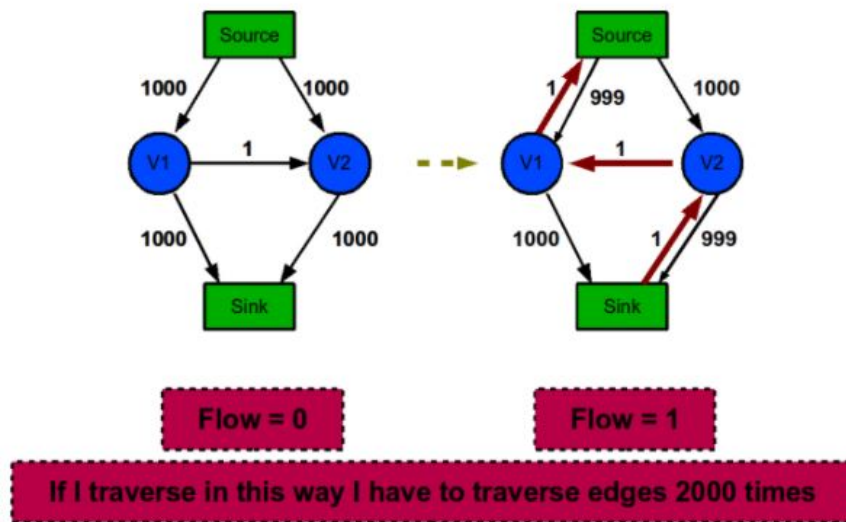 Source
Source
1000
1000
1
999
1000
V1
1
V2
V1
1
V2
1000
1000
1000
1
999
Sink
Sink
Flow = 0
Flow = 1
If I traverse in this way I have to traverse edges 2000 times